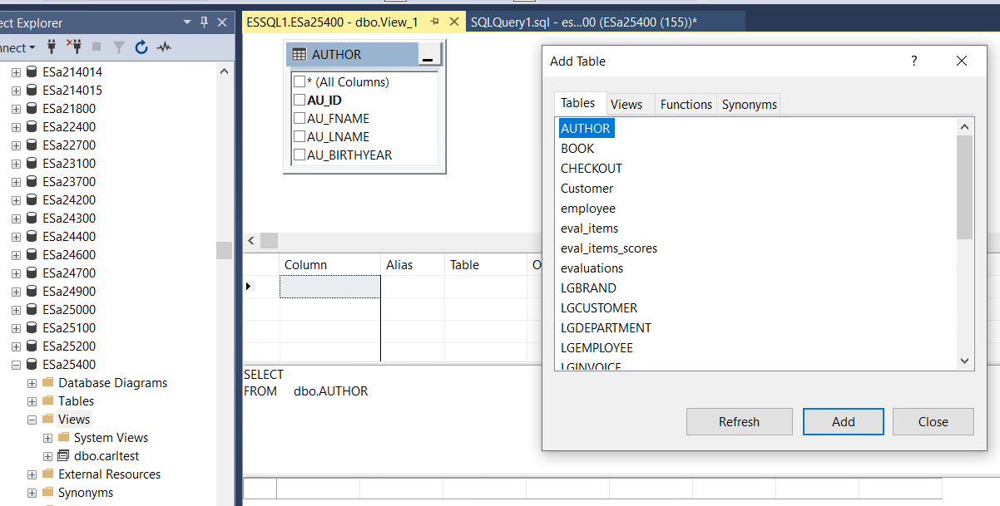 ect Explorer
nnect
ESa214014
ESa214015
ESa21800
ESa22400
ESa22700
ESa23100
ESa23700
ESa24200
ESa24300
ESa24400
ESa24600
ESa24700
ESa24900
ESa25000
ESa25100
ESa25200
ESa25400
Database Diagrams
Tables
Views
System Views
dbo.carltest
External Resources
Synonyms
ESSQL1.ESa25400 - dbo.View_1
SQLQuery1.sql - es...00 (ESa25400 (155))*
AUTHOR
* (All Columns)
AU_ID
AU_FNAME
AU_LNAME
AU_BIRTHYEAR
Column Alias Table O
SELECT
FROM dbo.AUTHOR
Add Table
?
Tables Views Functions Synonyms
AUTHOR
BOOK
CHECKOUT
Customer
employee
eval_items
eval_items_scores
evaluations
LGBRAND
LGCUSTOMER
LGDEPARTMENT
LGEMPLOYEE
LGINVOICE
Refresh Add Close